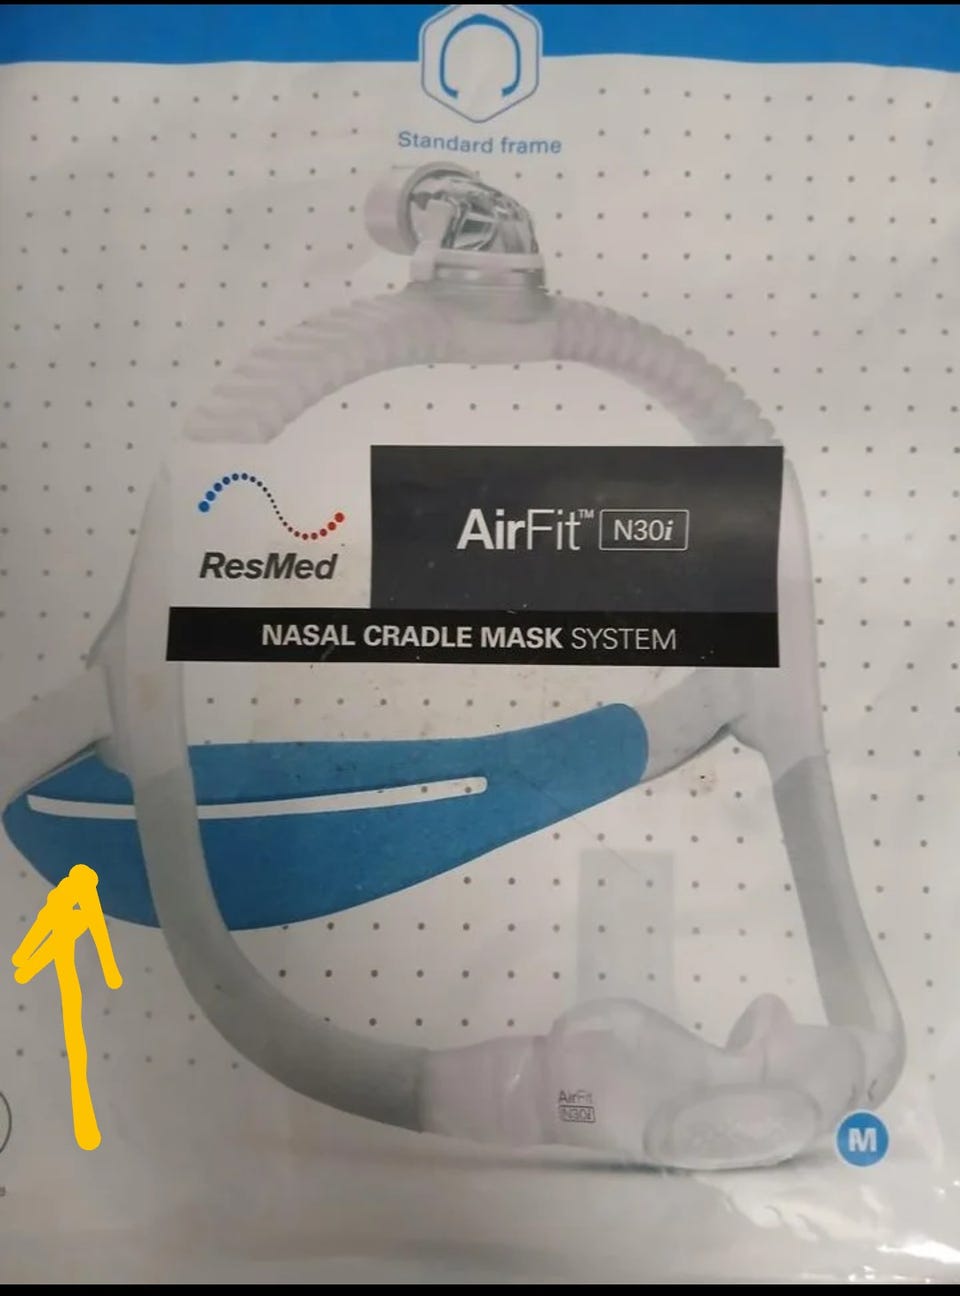 Standard frame
ResMed
AirFit™ N30i
NASAL CRADLE MASK SYSTEM
AirFit
N30i
M